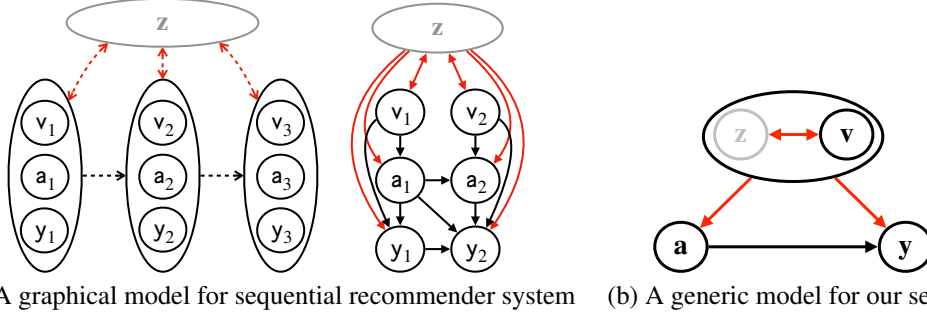 z z
v₁ v₂ v₃ v₁ v₂ z v
a₁ a₂ a₃ a₁ a₂
y₁ y₂ y₃ y₁ y₂ a y
A graphical model for sequential recommender system (b) A generic model for our se